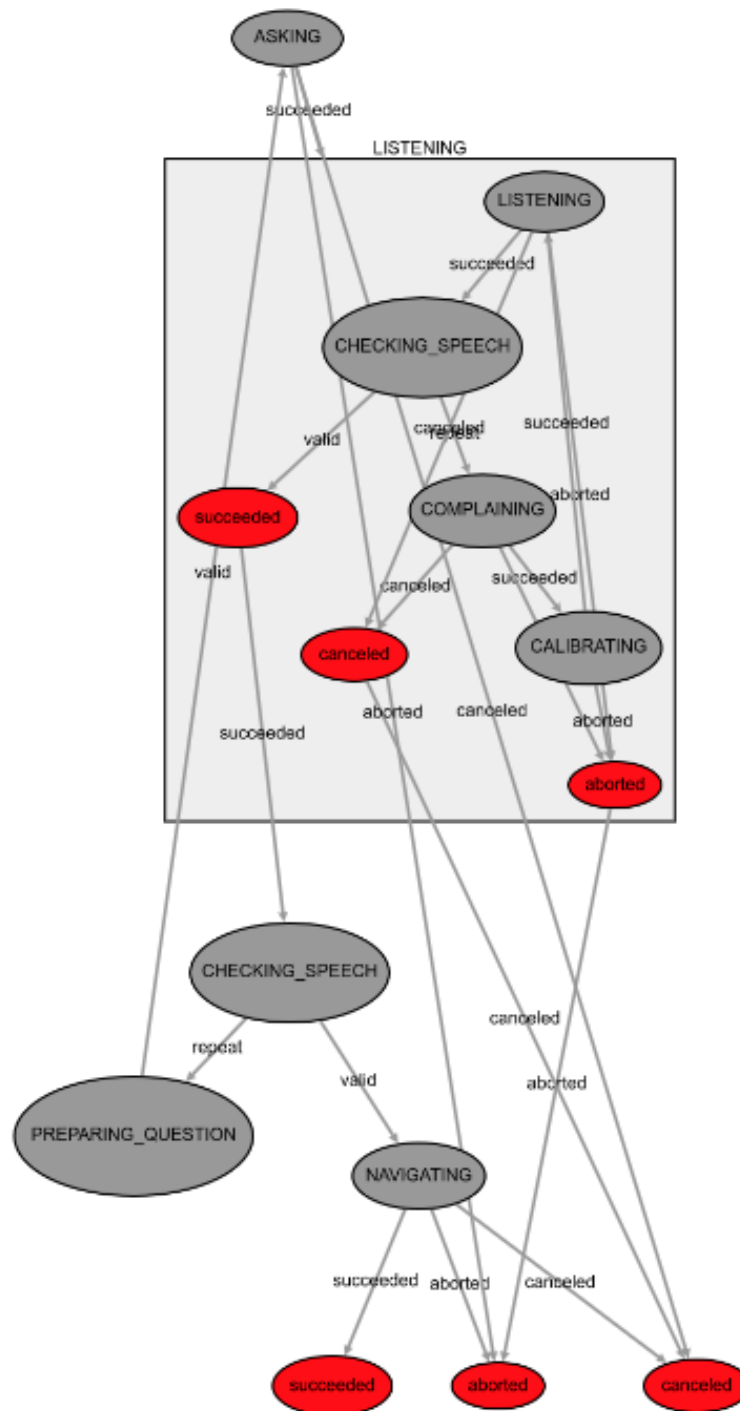 ASKING
succeeded
LISTENING
LISTENING
succeeded
CHECKING_SPEECH
canceled
repeat
succeeded
valid
aborted
COMPLAINING
succeeded
valid
succeeded
canceled
CALIBRATING
canceled
aborted
canceled
aborted
succeeded
aborted
CHECKING_SPEECH
canceled
repeat
valid
aborted
PREPARING_QUESTION
NAVIGATING
succeeded
aborted
canceled
succeeded
aborted
canceled